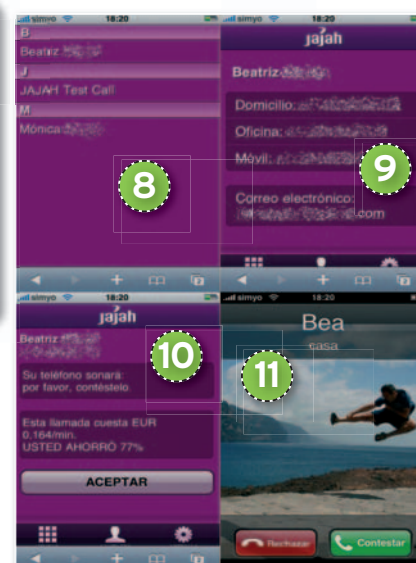 simyo 18:20
B
Beatriz
J
JAJAH Test Call
M
Mónica
8
simyo 18:20
jajah
Beatriz
Domicilio:
Oficina:
Móvil:
Correo electrónico:
.com
9
simyo 18:20
jajah
Beatriz
Su teléfono sonará:
por favor, contéstelo.
Esta llamada cuesta EUR
0,164/min.
USTED AHORRÓ 77%
ACEPTAR
10
simyo 18:20
Bea
casa
11
Rechazar
Contestar